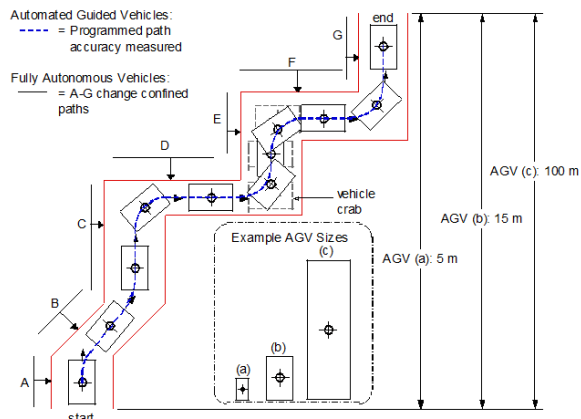 Automated Guided Vehicles:
= Programmed path
accuracy measured
Fully Autonomous Vehicles:
= A-G change confined
paths
end
G
F
E
D
C
B
A
start
vehicle
crab
Example AGV Sizes
(a)
(b)
(c)
AGV (a): 5 m
AGV (b): 15 m
AGV (c): 100 m